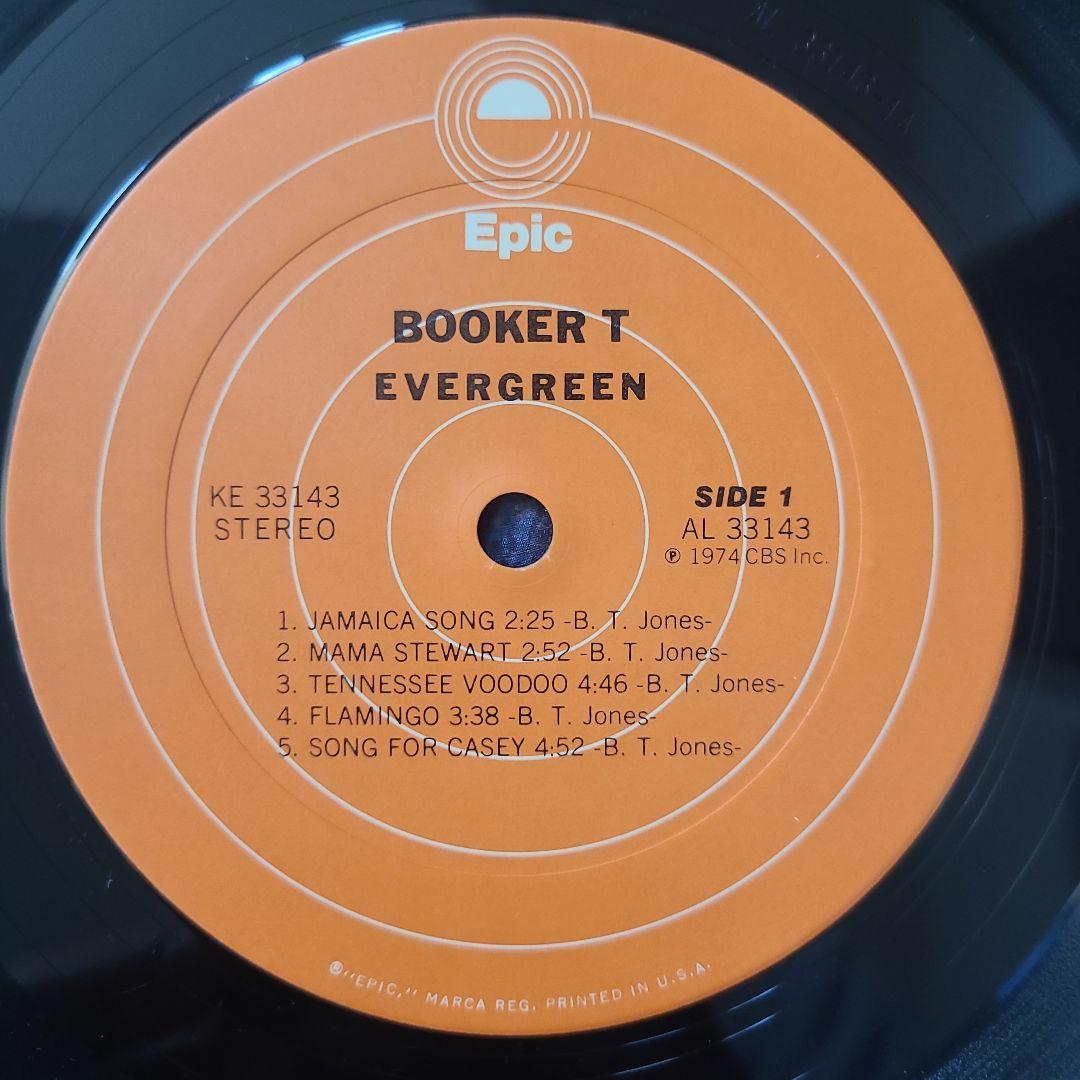 Epic
BOOKER T
EVERGREEN
KE 33143
STEREO
SIDE 1
AL 33143
℗ 1974 CBS Inc.
1. JAMAICA SONG 2:25 -B. T. Jones-
2. MAMA STEWART 2:52 -B. T. Jones-
3. TENNESSEE VOODOO 4:46 -B. T. Jones-
4. FLAMINGO 3:38 -B. T. Jones-
5. SONG FOR CASEY 4:52 -B. T. Jones-
®"EPIC," MARCA REG. PRINTED IN U.S.A.